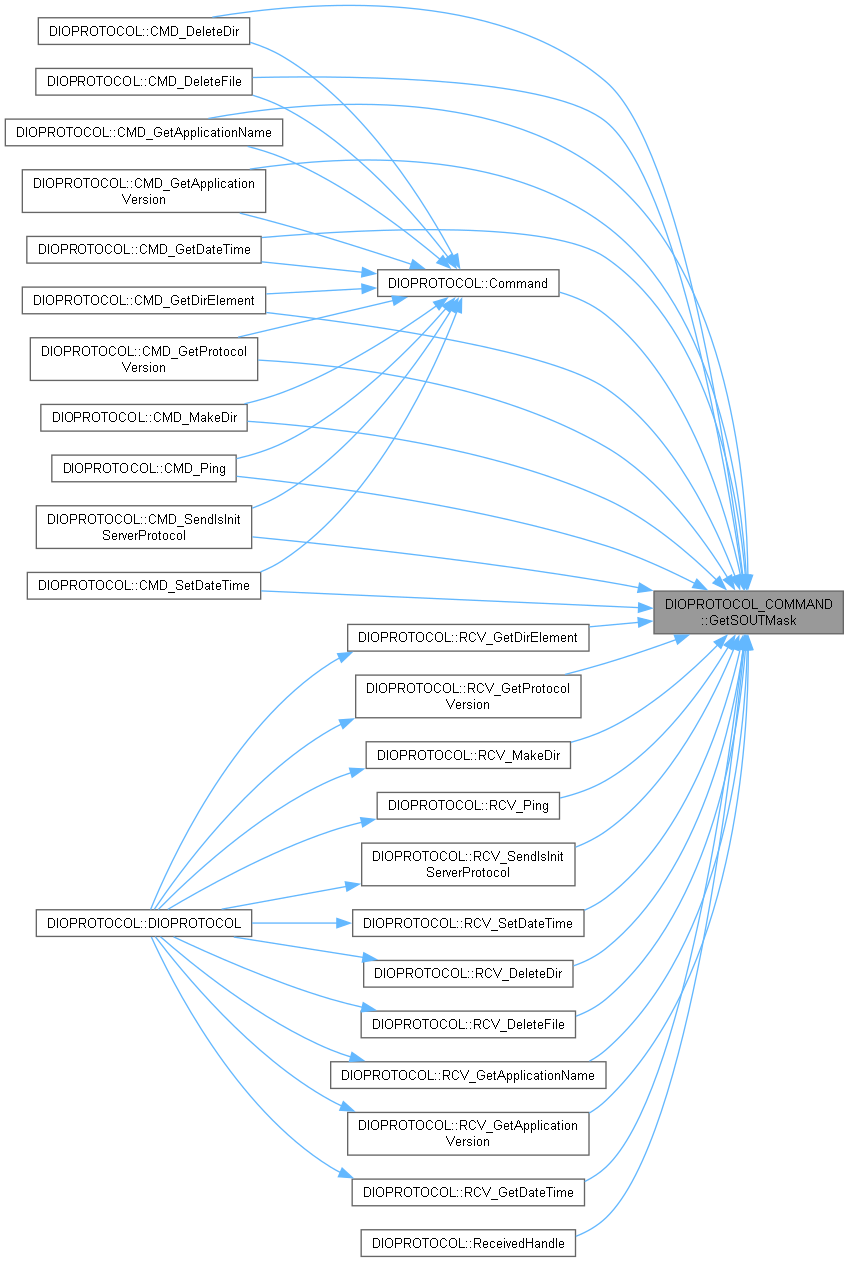 DIOPROTOCOL::CMD_DeleteDir
DIOPROTOCOL::CMD_DeleteFile
DIOPROTOCOL::CMD_GetApplicationName
DIOPROTOCOL::CMD_GetApplication
Version
DIOPROTOCOL::CMD_GetDateTime
DIOPROTOCOL::Command
DIOPROTOCOL::CMD_GetDirElement
DIOPROTOCOL::CMD_GetProtocol
Version
DIOPROTOCOL::CMD_MakeDir
DIOPROTOCOL::CMD_Ping
DIOPROTOCOL::CMD_SendIsInit
ServerProtocol
DIOPROTOCOL::CMD_SetDateTime
DIOPROTOCOL_COMMAND
::GetSOUTMask
DIOPROTOCOL::RCV_GetDirElement
DIOPROTOCOL::RCV_GetProtocol
Version
DIOPROTOCOL::RCV_MakeDir
DIOPROTOCOL::RCV_Ping
DIOPROTOCOL::RCV_SendIsInit
ServerProtocol
DIOPROTOCOL::DIOPROTOCOL
DIOPROTOCOL::RCV_SetDateTime
DIOPROTOCOL::RCV_DeleteDir
DIOPROTOCOL::RCV_DeleteFile
DIOPROTOCOL::RCV_GetApplicationName
DIOPROTOCOL::RCV_GetApplication
Version
DIOPROTOCOL::RCV_GetDateTime
DIOPROTOCOL::ReceivedHandle